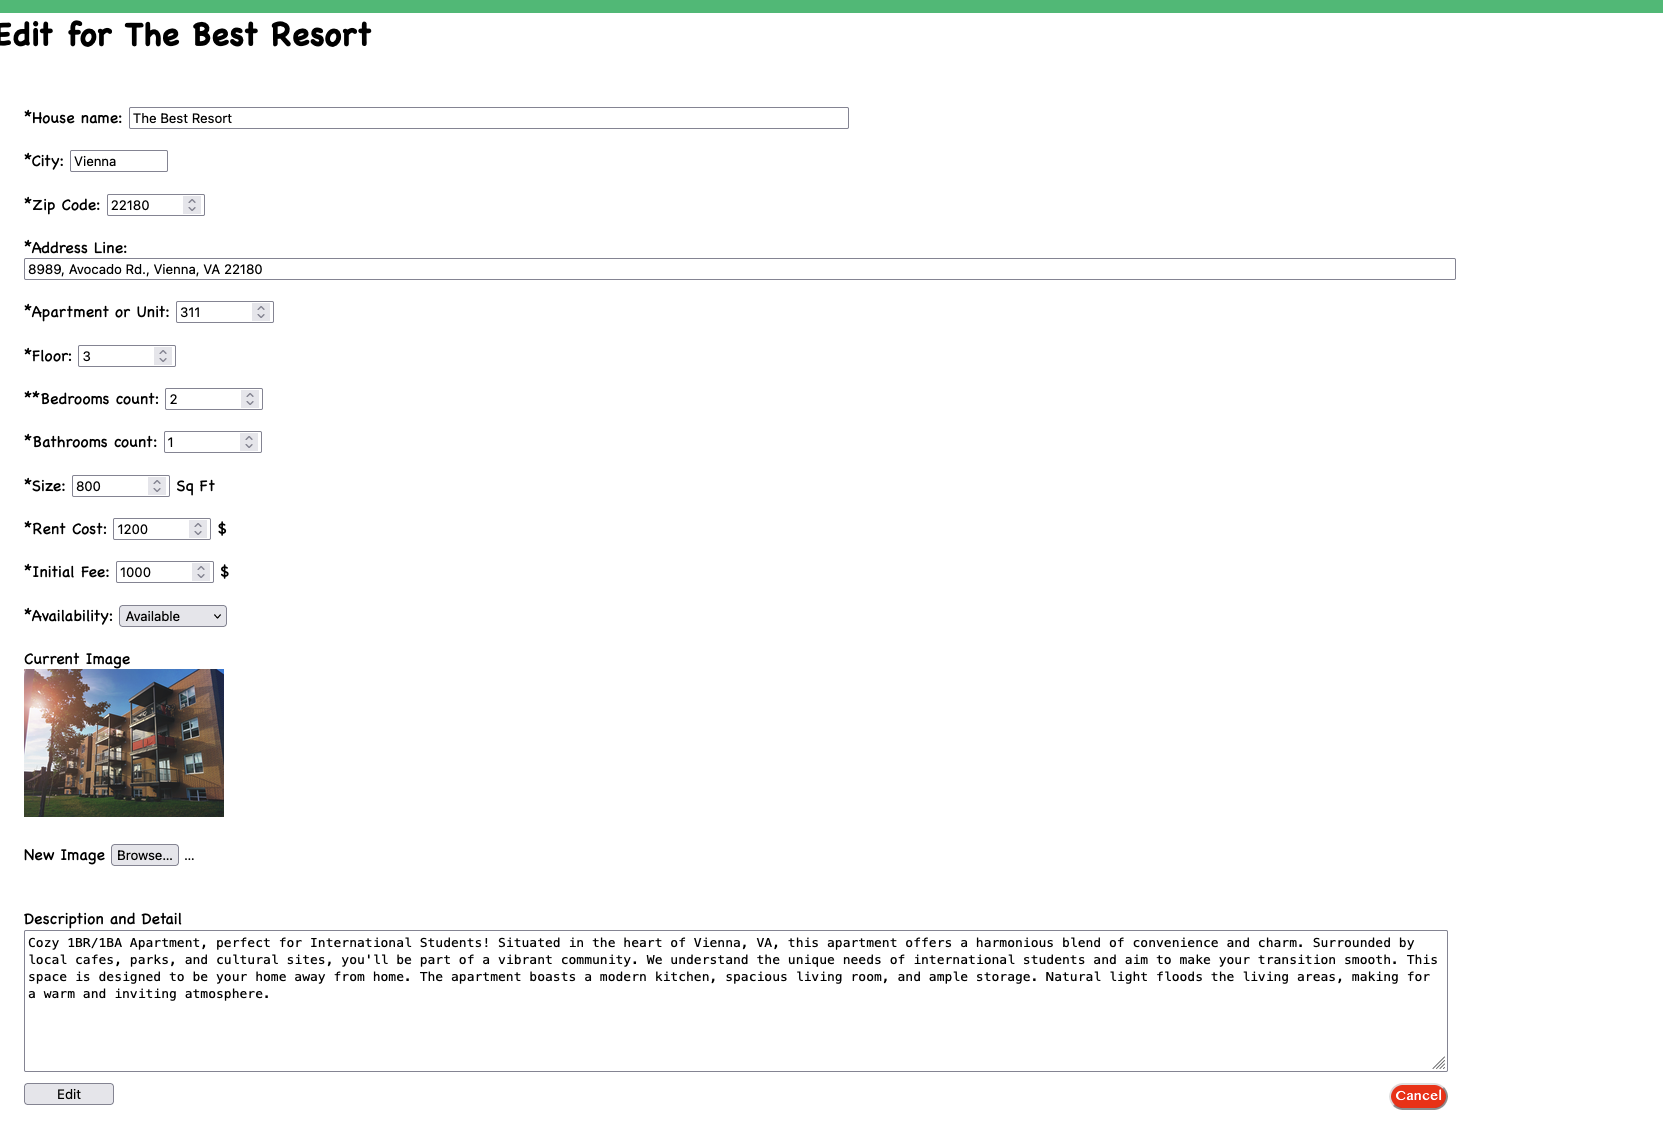 Edit for The Best Resort
*House name: The Best Resort
*City: Vienna
*Zip Code: 22180
*Address Line:
8989, Avocado Rd., Vienna, VA 22180
*Apartment or Unit: 311
*Floor: 3
**Bedrooms count: 2
*Bathrooms count: 1
*Size: 800 Sq Ft
*Rent Cost: 1200 $
*Initial Fee: 1000 $
*Availability: Available
Current Image
New Image Browse... ...
Description and Detail
Cozy 1BR/1BA Apartment, perfect for International Students! Situated in the heart of Vienna, VA, this apartment offers a harmonious blend of convenience and charm. Surrounded by
local cafes, parks, and cultural sites, you'll be part of a vibrant community. We understand the unique needs of international students and aim to make your transition smooth. This
space is designed to be your home away from home. The apartment boasts a modern kitchen, spacious living room, and ample storage. Natural light floods the living areas, making for
a warm and inviting atmosphere.
Edit Cancel